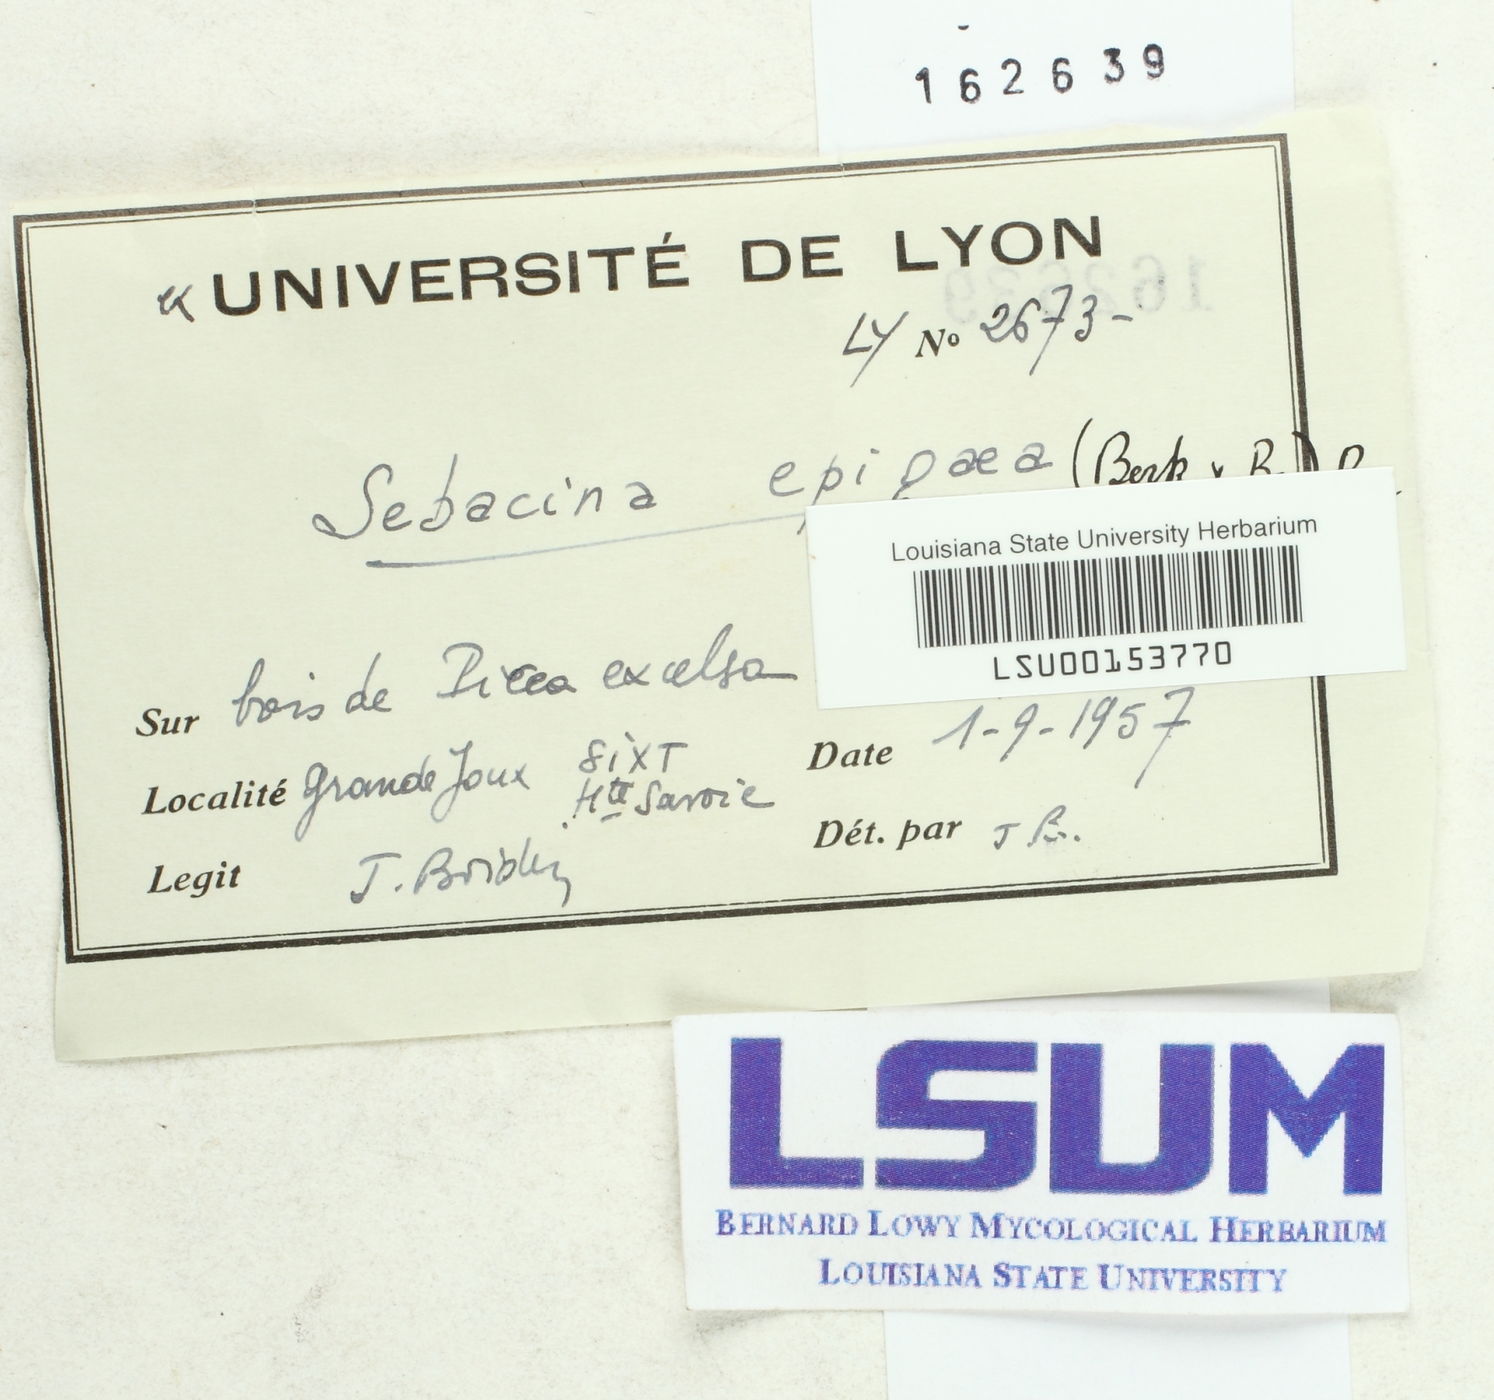 162639
ex UNIVERSITÉ DE LYON
LY No 2673-
Sebacina epigaea (Berk
Louisiana State University Herbarium
LSU00153770
Sur bois de Picea excelsa
Localité Grande Joux SIXT
Hte Savoie
Date 1-9-1957
Legit J. Boidin
Dét. par J B.
LSUM
BERNARD LOWY MYCOLOGICAL HERBARIUM
LOUISIANA STATE UNIVERSITY